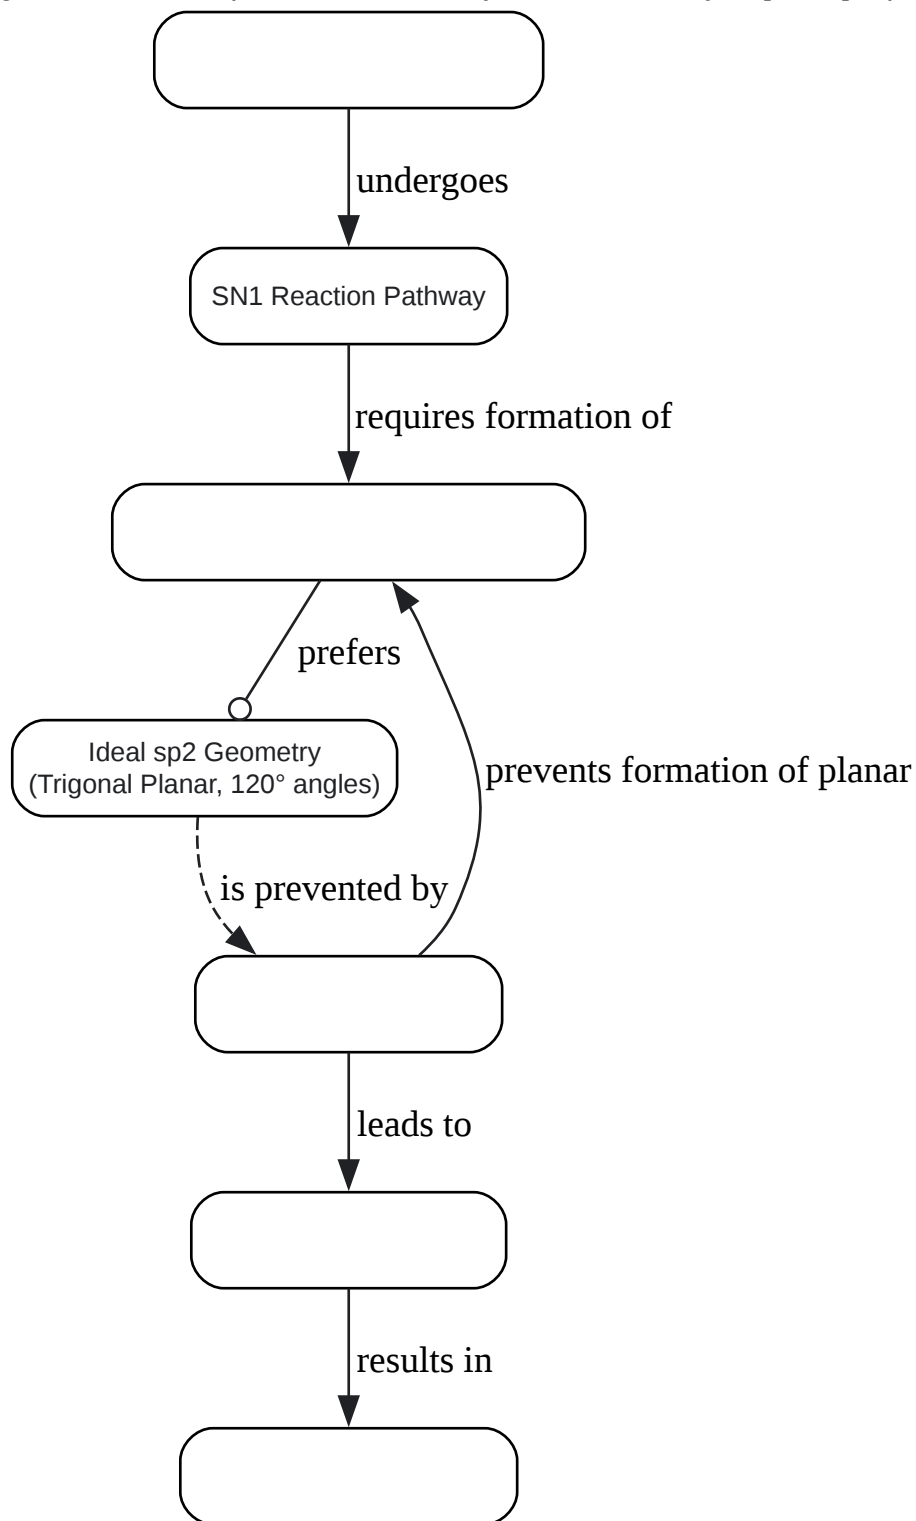 undergoes
SN1 Reaction Pathway
requires formation of
prefers
Ideal sp2 Geometry
(Trigonal Planar, 120° angles)
prevents formation of planar
is prevented by
leads to
results in